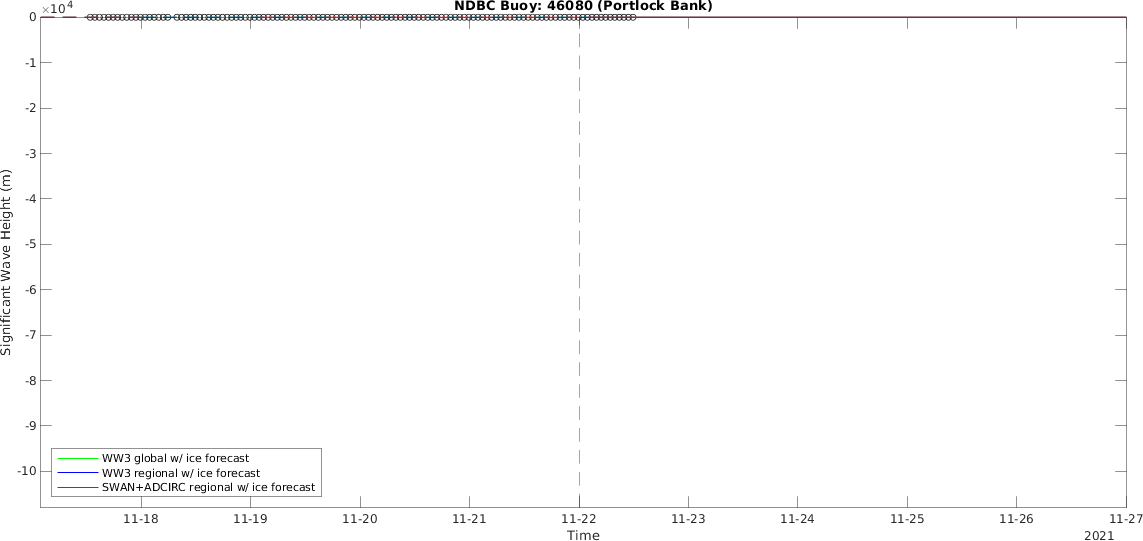 NDBC Buoy: 46080 (Portlock Bank)
×10⁴
0
-1
-2
-3
-4
-5
-6
-7
-8
-9
-10
Significant Wave Height (m)
WW3 global w/ ice forecast
WW3 regional w/ ice forecast
SWAN+ADCIRC regional w/ ice forecast
11-18 11-19 11-20 11-21 11-22 11-23 11-24 11-25 11-26 11-27
Time
2021